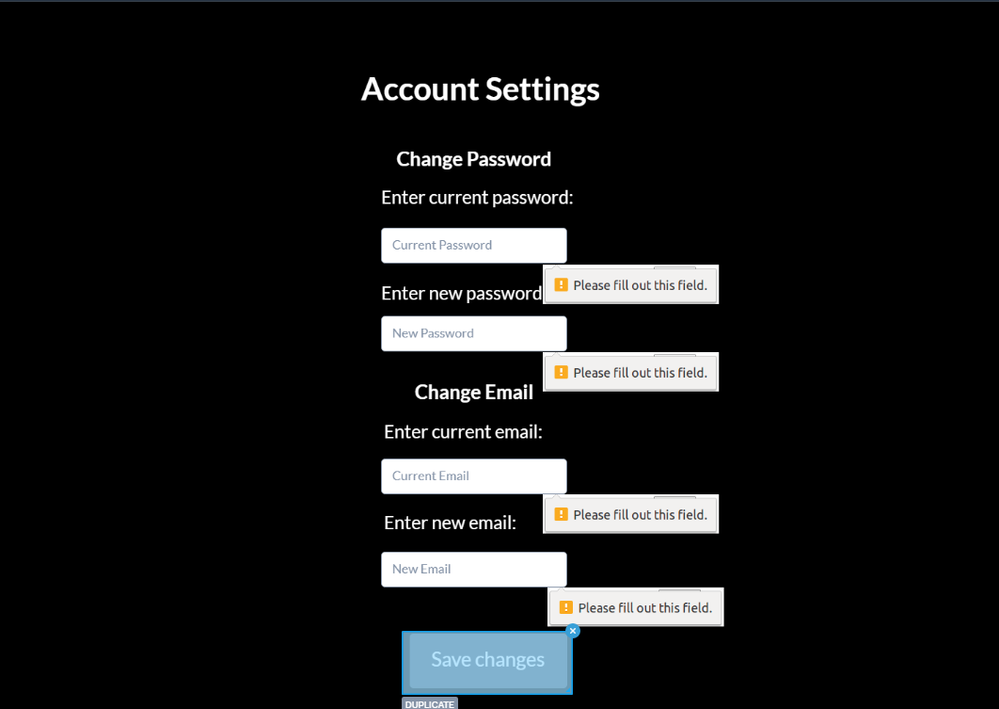 Account Settings
Change Password
Enter current password:
Current Password
Please fill out this field.
Enter new password
New Password
Please fill out this field.
Change Email
Enter current email:
Current Email
Please fill out this field.
Enter new email:
New Email
Please fill out this field.
Save changes
DUPLICATE